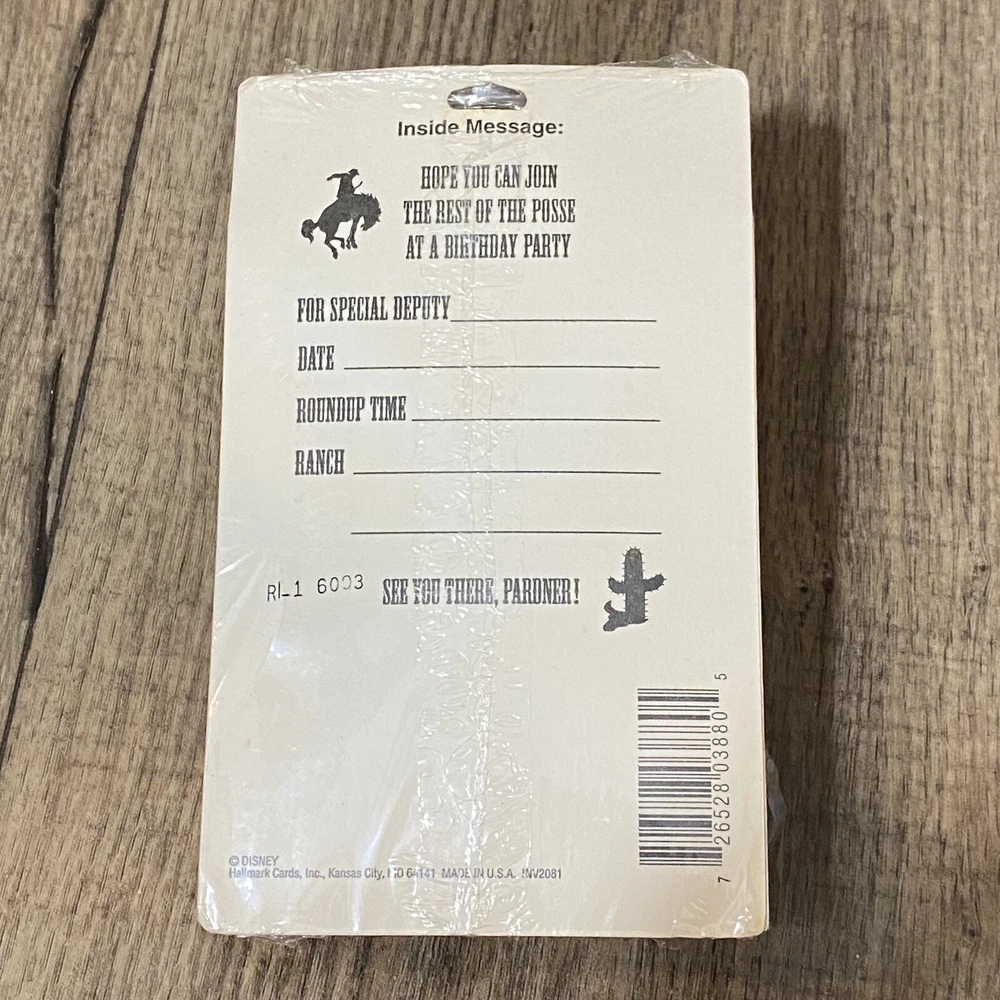 Inside Message:
HOPE YOU CAN JOIN
THE REST OF THE POSSE
AT A BIRTHDAY PARTY
FOR SPECIAL DEPUTY
DATE
ROUNDUP TIME
RANCH
RI-1 6003
SEE YOU THERE, PARDNER!
7 26528 03880 5
© DISNEY
Hallmark Cards, Inc., Kansas City, MO 64141 MADE IN U.S.A. INV2081